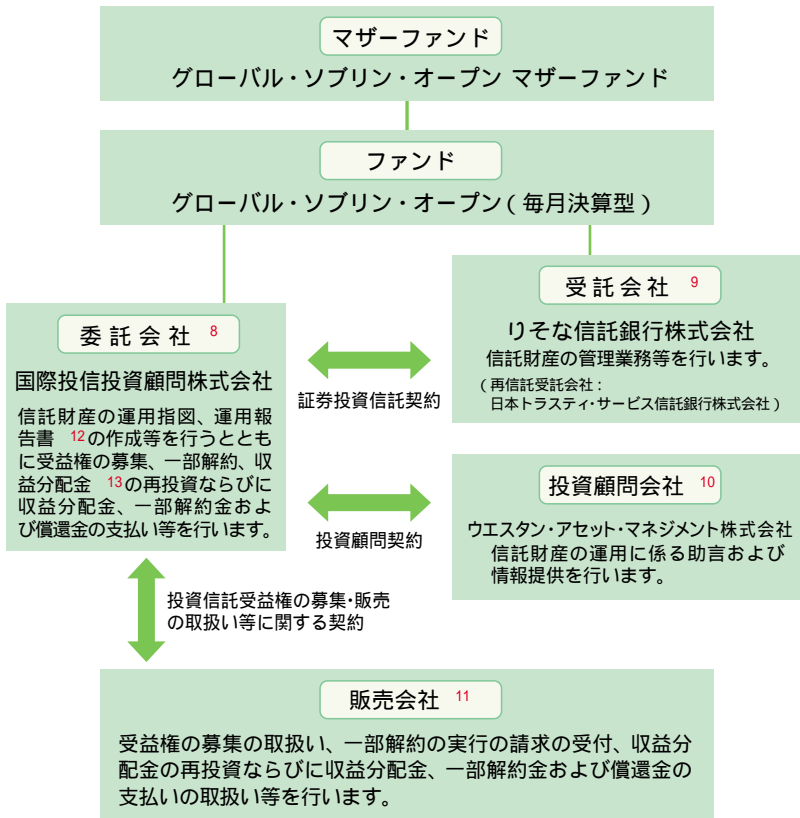 マザーファンド
グローバル・ソブリン・オープン マザーファンド
ファンド
グローバル・ソブリン・オープン(毎月決算型)
委託会社 8
国際投信投資顧問株式会社
信託財産の運用指図、運用報
告書 12の作成等を行うととも
に受益権の募集、一部解約、収
益分配金 13の再投資ならびに
収益分配金、一部解約金およ
び償還金の支払い等を行います。
証券投資信託契約
受託会社 9
りそな信託銀行株式会社
信託財産の管理業務等を行います。
(再信託受託会社:
日本トラスティ・サービス信託銀行株式会社)
投資顧問契約
投資顧問会社 10
ウエスタン・アセット・マネジメント株式会社
信託財産の運用に係る助言および
情報提供を行います。
投資信託受益権の募集・販売
の取扱い等に関する契約
販売会社 11
受益権の募集の取扱い、一部解約の実行の請求の受付、収益分
配金の再投資ならびに収益分配金、一部解約金および償還金の
支払いの取扱い等を行います。